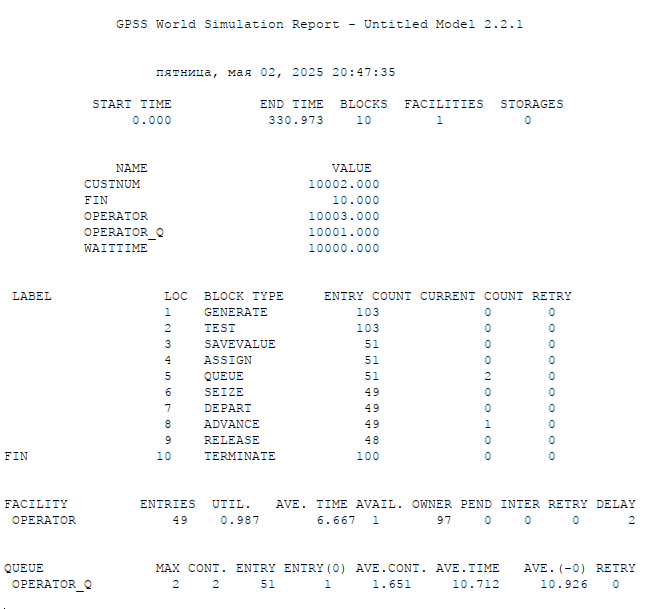 GPSS World Simulation Report - Untitled Model 2.2.1
пятница, мая 02, 2025 20:47:35
START TIME END TIME BLOCKS FACILITIES STORAGES
0.000 330.973 10 1 0
NAME VALUE
CUSTNUM 10002.000
FIN 10.000
OPERATOR 10003.000
OPERATOR_Q 10001.000
WAITTIME 10000.000
LABEL LOC BLOCK TYPE ENTRY COUNT CURRENT COUNT RETRY
1 GENERATE 103 0 0
2 TEST 103 0 0
3 SAVEVALUE 51 0 0
4 ASSIGN 51 0 0
5 QUEUE 51 2 0
6 SEIZE 49 0 0
7 DEPART 49 0 0
8 ADVANCE 49 1 0
9 RELEASE 48 0 0
FIN 10 TERMINATE 100 0 0
FACILITY ENTRIES UTIL. AVE. TIME AVAIL. OWNER PEND INTER RETRY DELAY
OPERATOR 49 0.987 6.667 1 97 0 0 0 2
QUEUE MAX CONT. ENTRY ENTRY(0) AVE.CONT. AVE.TIME AVE.(-0) RETRY
OPERATOR_Q 2 2 51 1 1.651 10.712 10.926 0